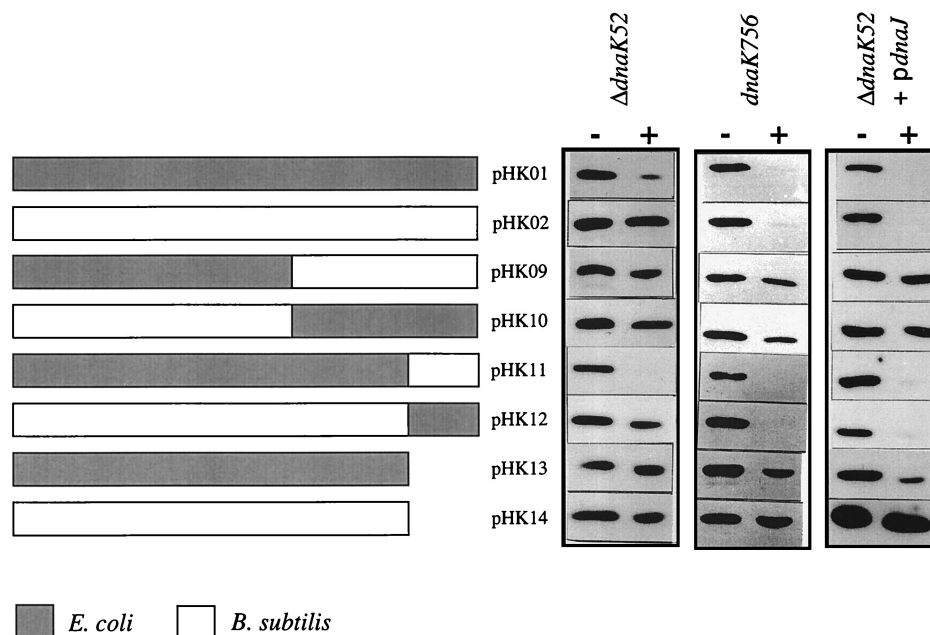 ΔdnaK52
dnaK756
ΔdnaK52
+ pdnaJ
- + - + - +
pHK01
pHK02
pHK09
pHK10
pHK11
pHK12
pHK13
pHK14
E. coli B. subtilis